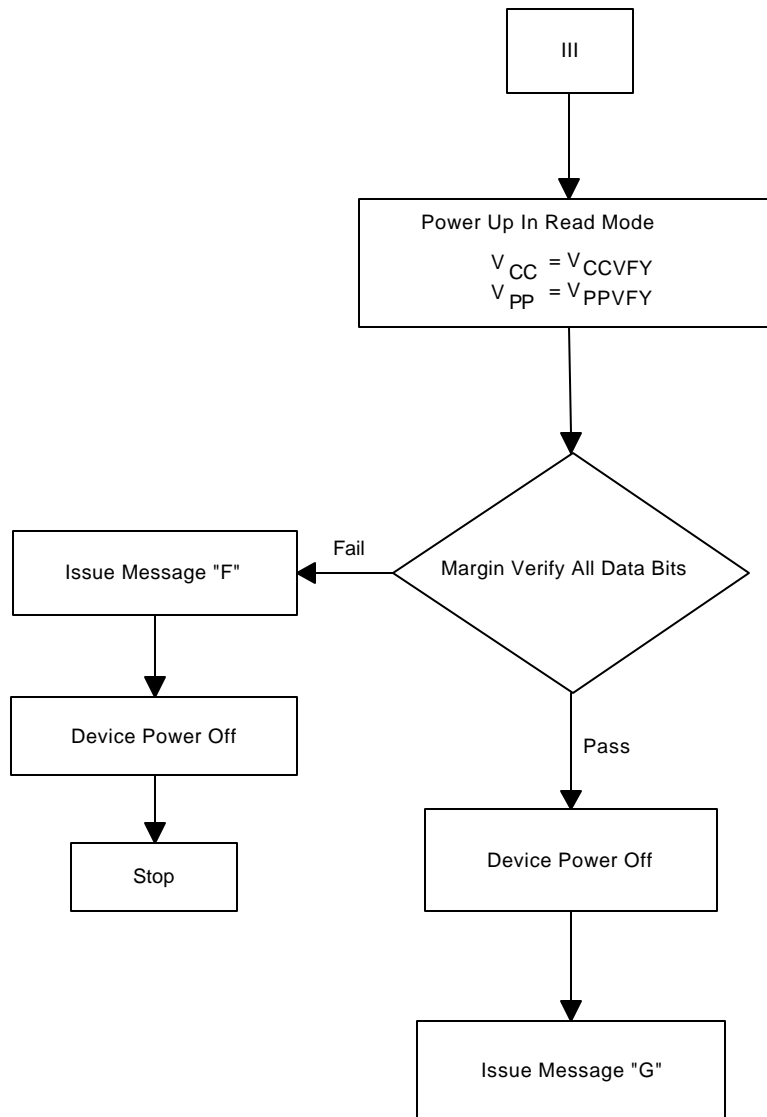 III
Power Up In Read Mode
V CC = V CCVFY
V PP = V PPVFY
Margin Verify All Data Bits
Fail
Issue Message "F"
Device Power Off
Stop
Pass
Device Power Off
Issue Message "G"